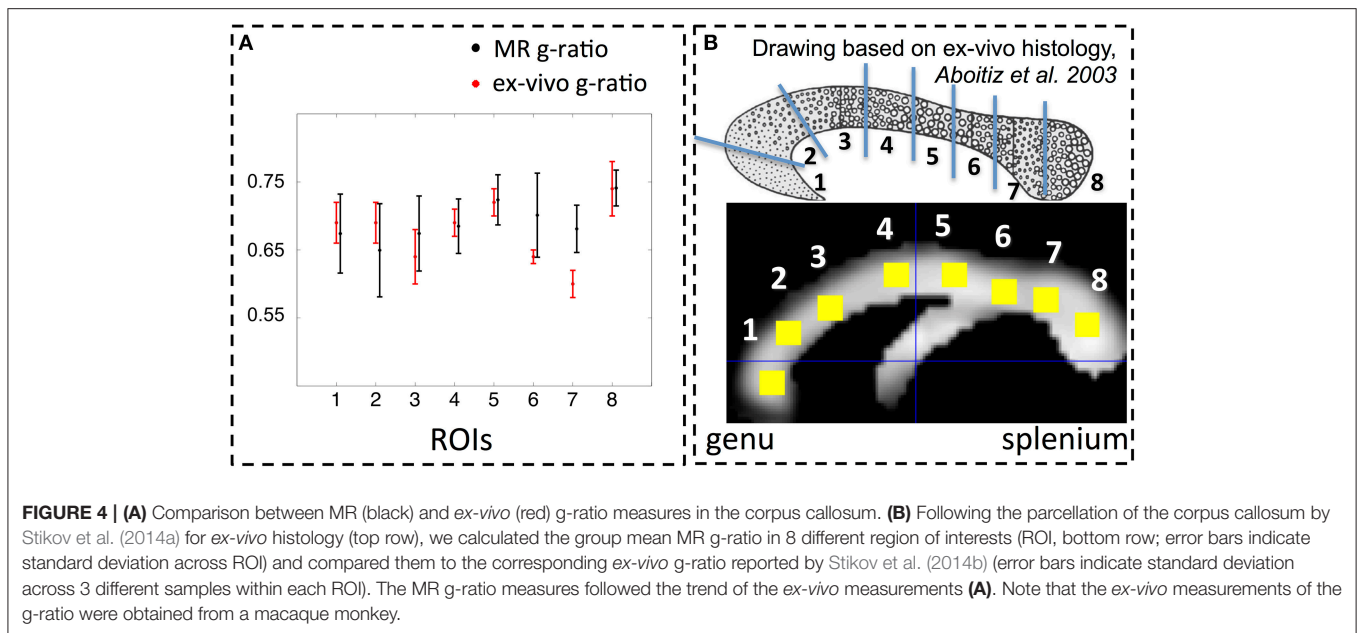 A
MR g-ratio
ex-vivo g-ratio
0.75
0.65
0.55
1 2 3 4 5 6 7 8
ROIs
B
Drawing based on ex-vivo histology,
Aboitiz et al. 2003
1 2 3 4 5 6 7 8
1 2 3 4 5 6 7 8
genu splenium
FIGURE 4 | (A) Comparison between MR (black) and ex-vivo (red) g-ratio measures in the corpus callosum. (B) Following the parcellation of the corpus callosum by
Stikov et al. (2014a) for ex-vivo histology (top row), we calculated the group mean MR g-ratio in 8 different region of interests (ROI, bottom row; error bars indicate
standard deviation across ROI) and compared them to the corresponding ex-vivo g-ratio reported by Stikov et al. (2014b) (error bars indicate standard deviation
across 3 different samples within each ROI). The MR g-ratio measures followed the trend of the ex-vivo measurements (A). Note that the ex-vivo measurements of the
g-ratio were obtained from a macaque monkey.